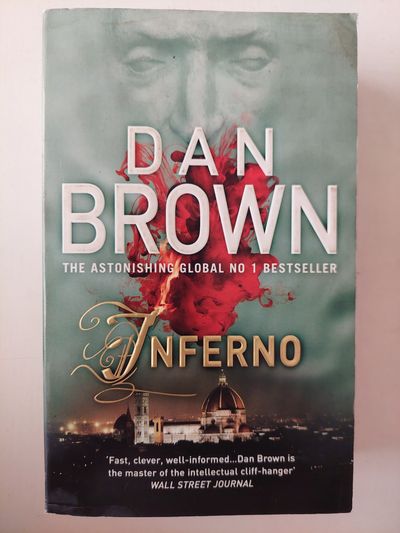 DAN
BROWN
THE ASTONISHING GLOBAL NO 1 BESTSELLER
INFERNO
'Fast, clever, well-informed...Dan Brown is
the master of the intellectual cliff-hanger'
WALL STREET JOURNAL